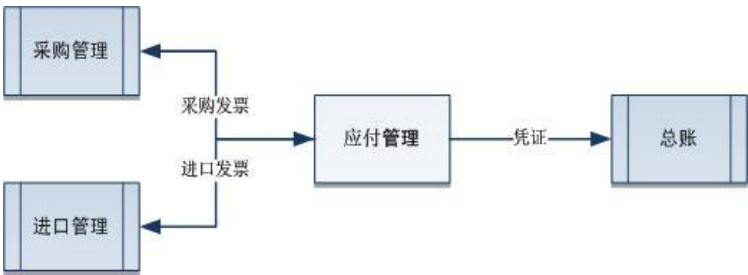 采购管理
采购发票
应付管理
凭证
总账
进口发票
进口管理